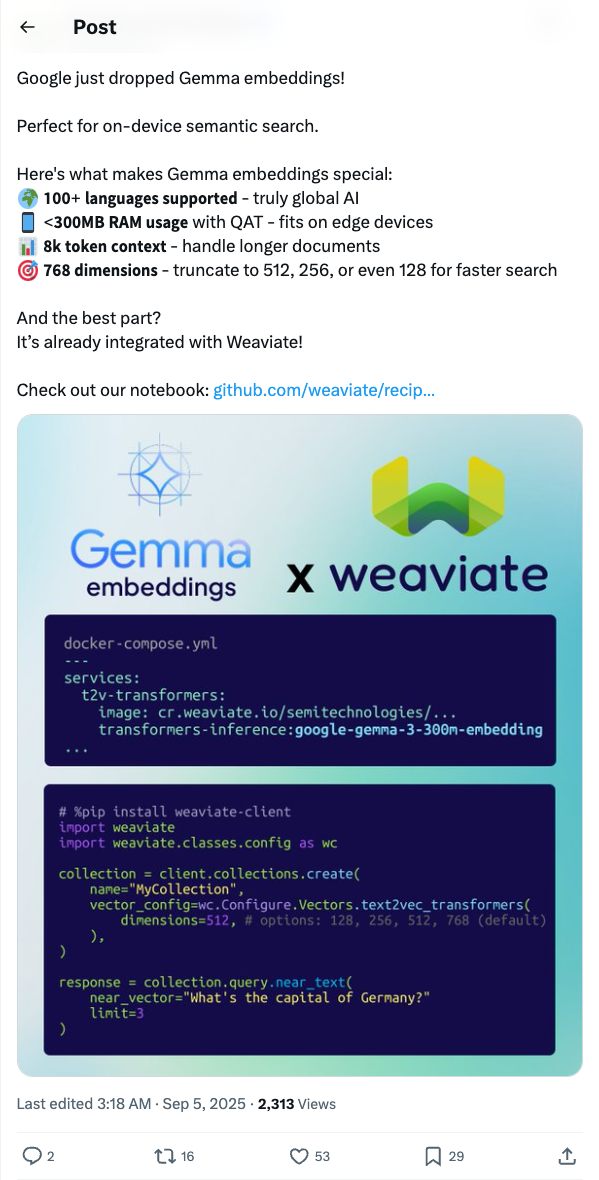 Post
Google just dropped Gemma embeddings!
Perfect for on-device semantic search.
Here's what makes Gemma embeddings special:
🌍 100+ languages supported - truly global AI
📱 <300MB RAM usage with QAT - fits on edge devices
📊 8k token context - handle longer documents
🎯 768 dimensions - truncate to 512, 256, or even 128 for faster search
And the best part?
It’s already integrated with Weaviate!
Check out our notebook: github.com/weaviate/recip…
Gemma
embeddings
x weaviate
docker-compose.yml
---
services:
  t2v-transformers:
    image: cr.weaviate.io/semitechnologies/...
    transformers-inference:google-gemma-3-300m-embedding
...
# %pip install weaviate-client
import weaviate
import weaviate.classes.config as wc
collection = client.collections.create(
    name="MyCollection",
    vector_config=wc.Configure.Vectors.text2vec_transformers(
        dimensions=512, # options: 128, 256, 512, 768 (default)
    ),
)
response = collection.query.near_text(
    near_vector="What's the capital of Germany?"
    limit=3
)
Last edited 3:18 AM · Sep 5, 2025 · 2,313 Views
2 16 53 29